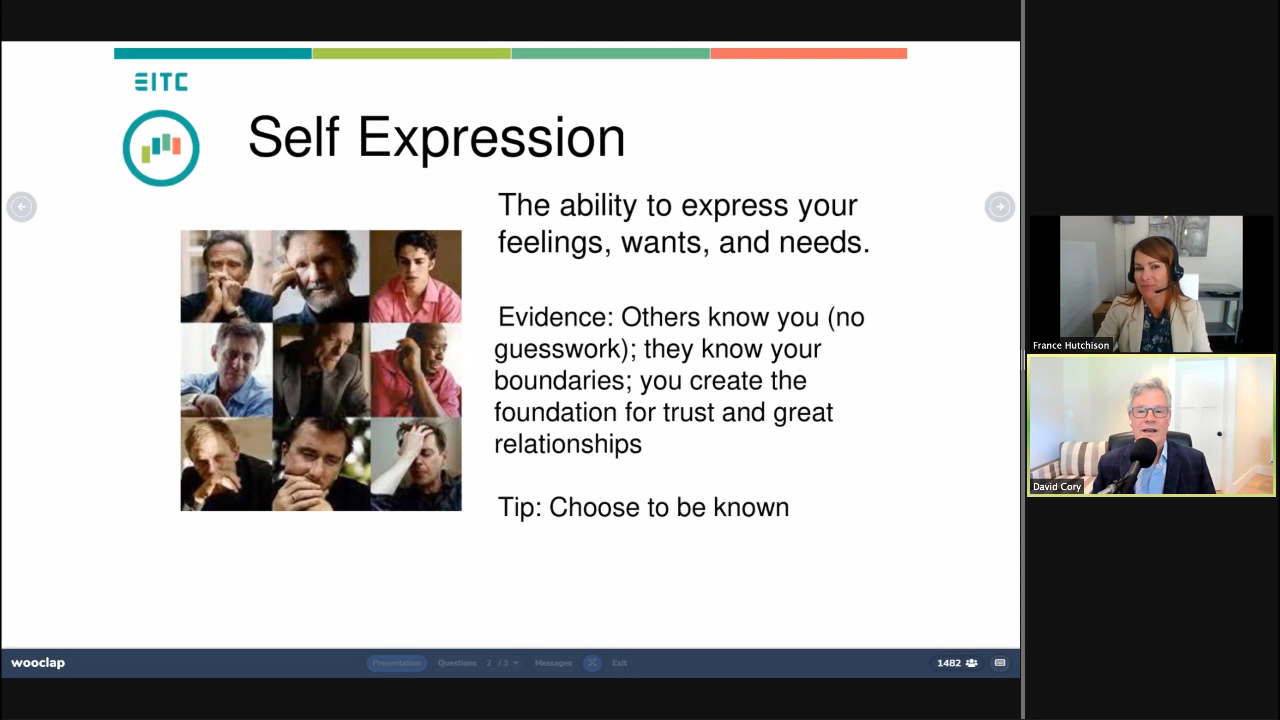 EITC
Self Expression
The ability to express your
feelings, wants, and needs.
Evidence: Others know you (no
guesswork); they know your
boundaries; you create the
foundation for trust and great
relationships
Tip: Choose to be known
France Hutchison
David Cory
wooclap
Presentation
Questions 2 / 3
Messages
Exit
1482